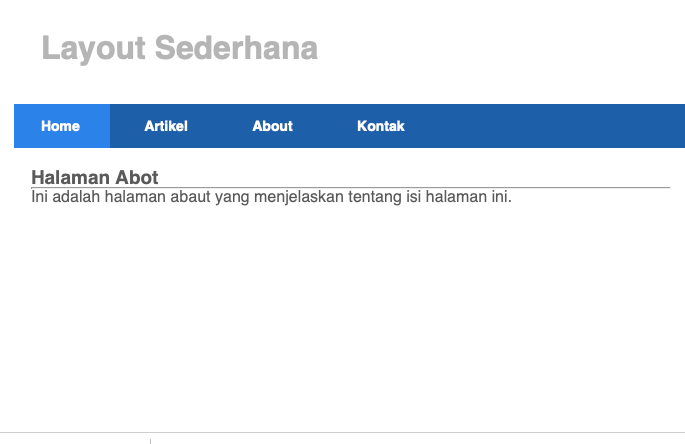 Layout Sederhana
Home Artikel About Kontak
Halaman Abot
Ini adalah halaman abaut yang menjelaskan tentang isi halaman ini.